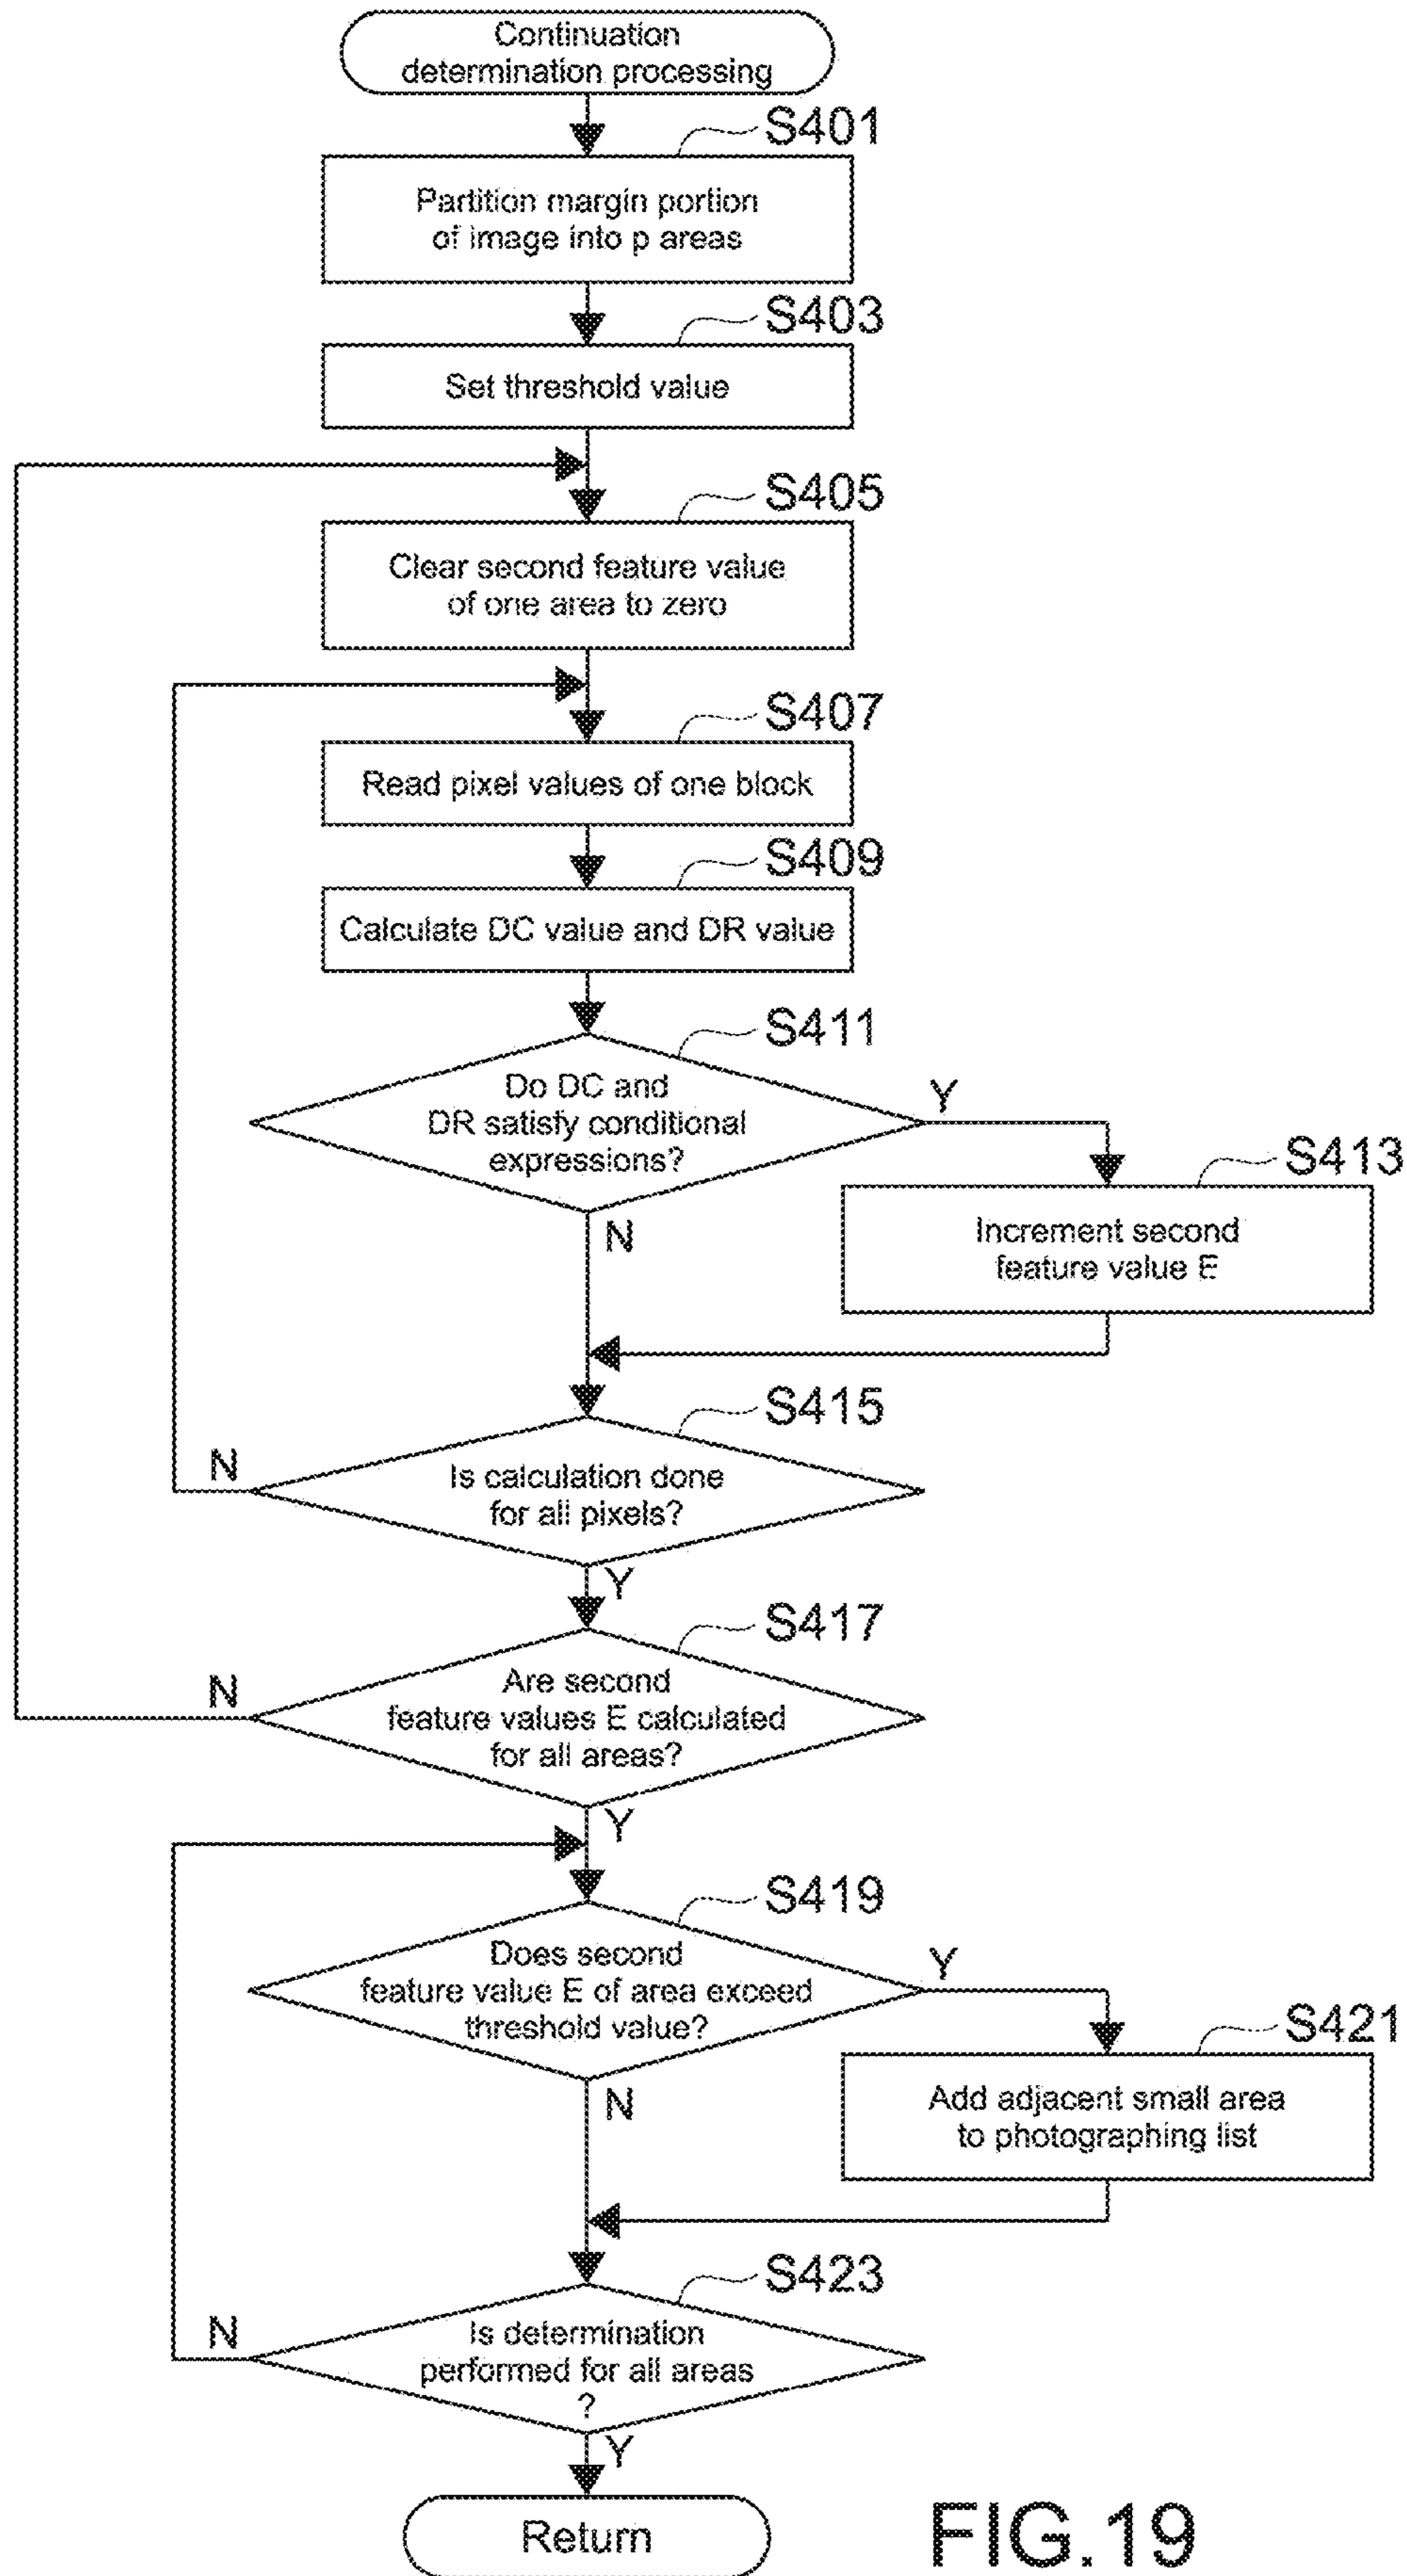 Continuation
determination processing
S401
Partition margin portion
of image into p areas
S403
Set threshold value
S405
Clear second feature value
of one area to zero
S407
Read pixel values of one block
S409
Calculate DC value and DR value
S411
Do DC and
DR satisfy conditional
expressions?
Y
N
S413
Increment second
feature value E
S415
Is calculation done
for all pixels?
N
Y
S417
Are second
feature values E calculated
for all areas?
N
Y
S419
Does second
feature value E of area exceed
threshold value?
Y
N
S421
Add adjacent small area
to photographing list
S423
Is determination
performed for all areas
?
N
Y
Return
FIG.19